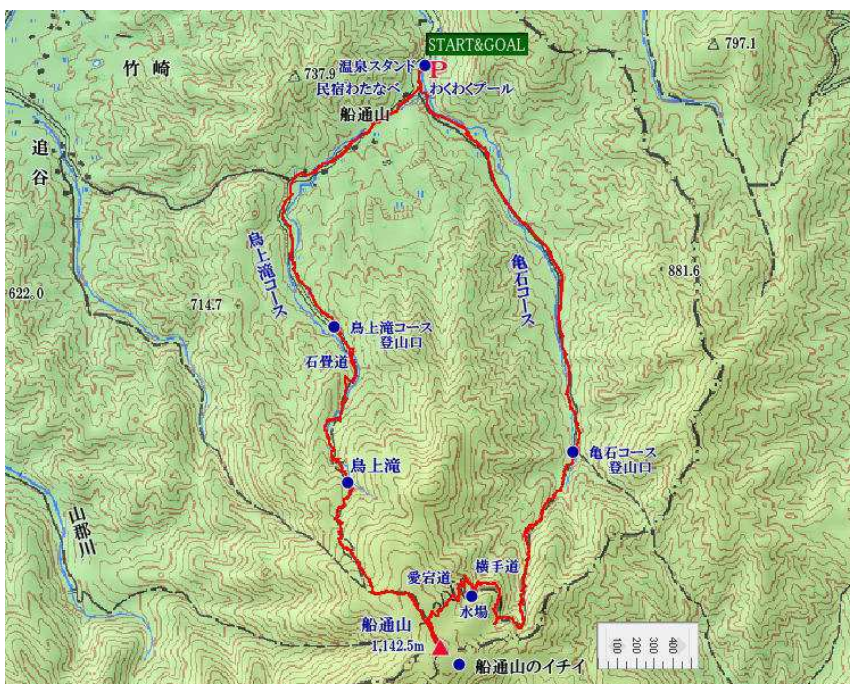 START&GOAL
797.1
竹崎
温泉スタンド
P
737.9
民宿わたなべ
わくわくプール
船通山
追谷
鳥上滝コース
亀石コース
881.6
622.0
714.7
鳥上滝コース
登山口
石畳道
亀石コース
登山口
鳥上滝
山郡川
愛宕道
横手道
水場
船通山
1,142.5m
船通山のイチイ
100
200
300
400